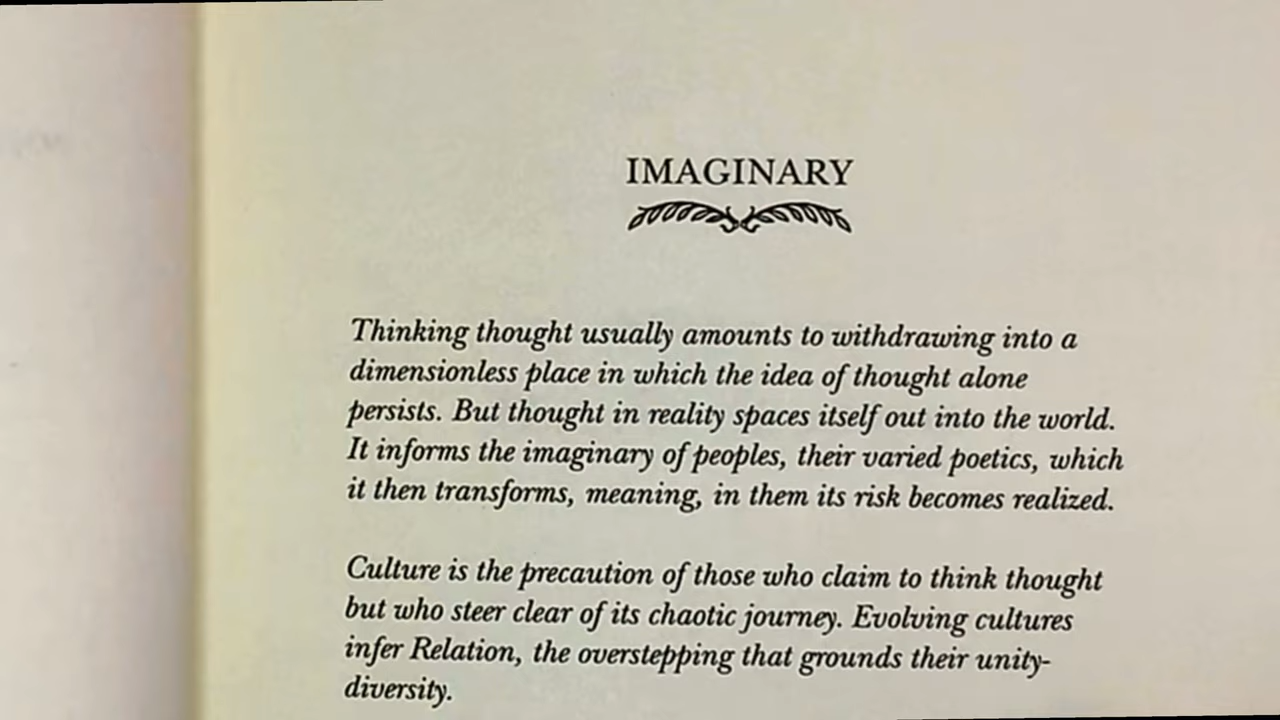 IMAGINARY
Thinking thought usually amounts to withdrawing into a
dimensionless place in which the idea of thought alone
persists. But thought in reality spaces itself out into the world.
It informs the imaginary of peoples, their varied poetics, which
it then transforms, meaning, in them its risk becomes realized.
Culture is the precaution of those who claim to think thought
but who steer clear of its chaotic journey. Evolving cultures
infer Relation, the overstepping that grounds their unity-
diversity.